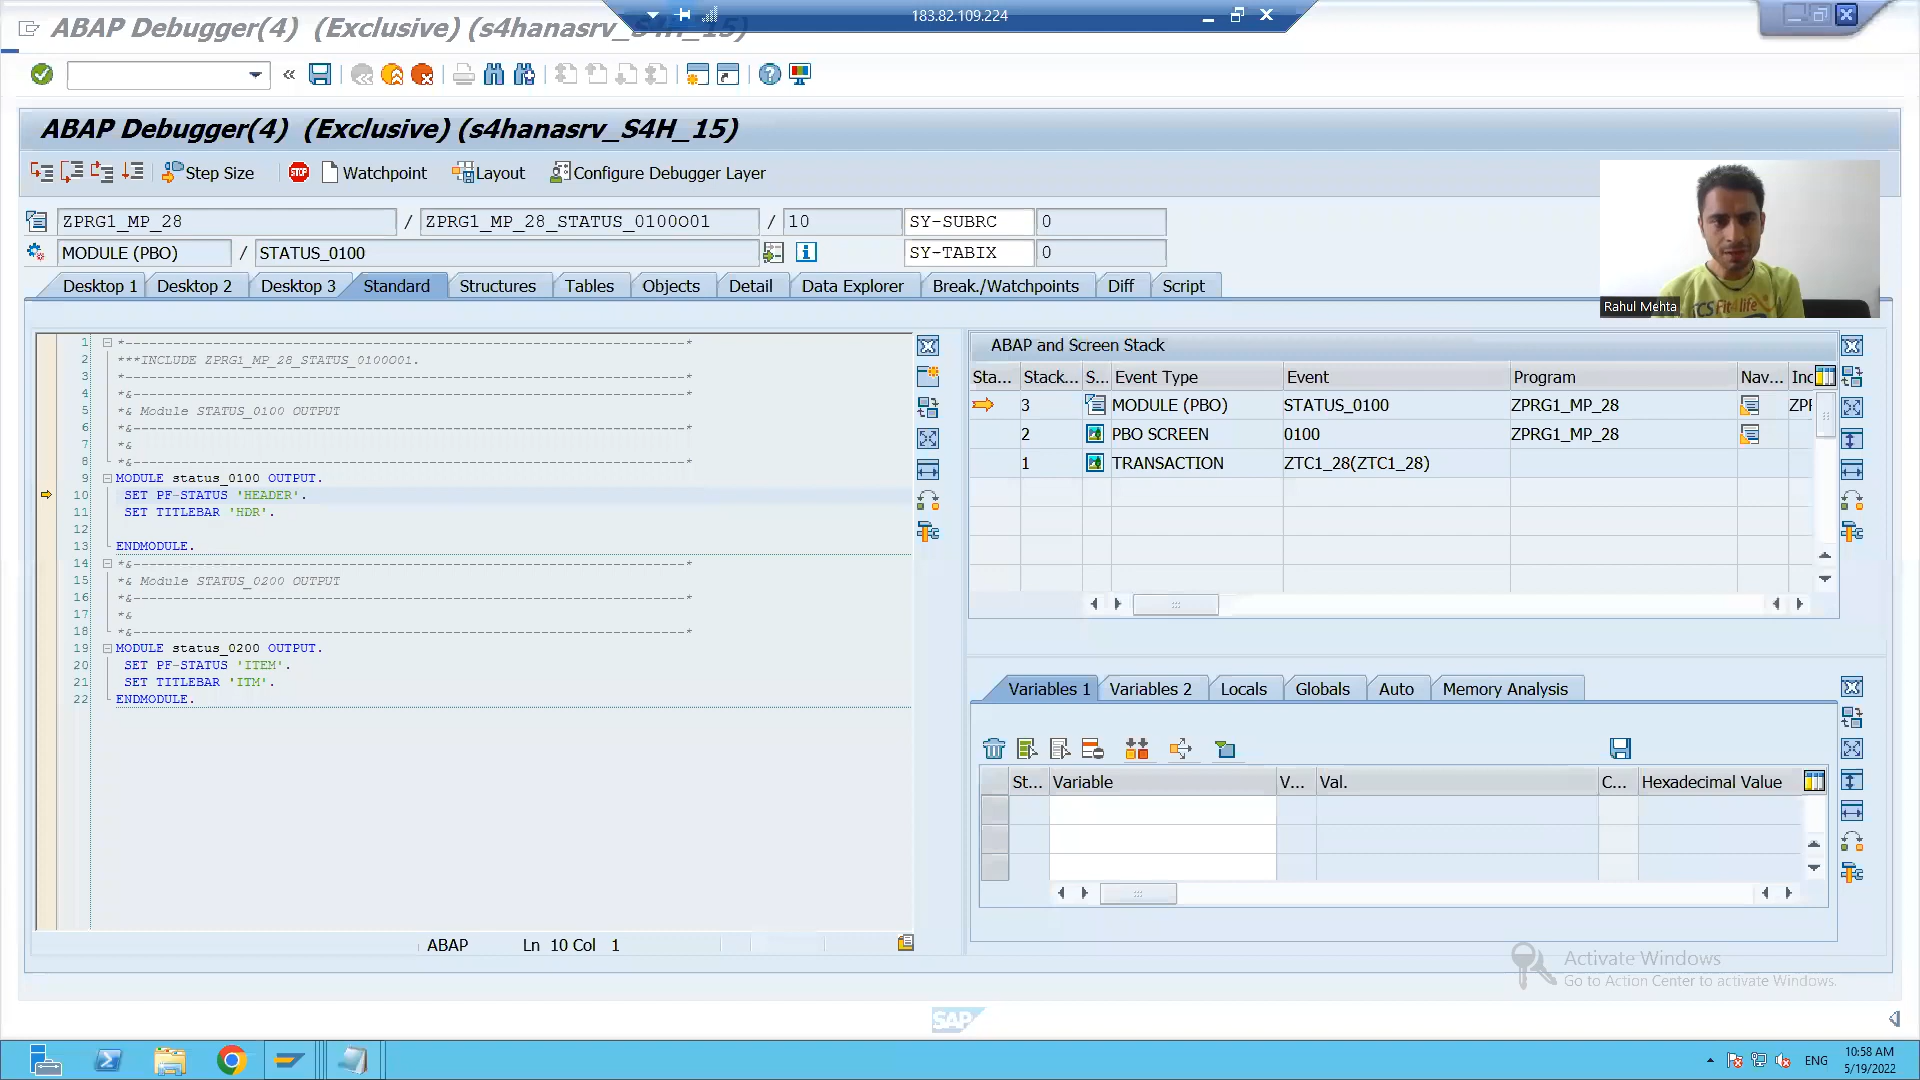 ABAP Debugger(4) (Exclusive) (s4hanasrv_S4H_15)
183.82.109.224
ABAP Debugger(4) (Exclusive) (s4hanasrv_S4H_15)
Step Size
STOP
Watchpoint
Layout
Configure Debugger Layer
ZPRG1_MP_28 / ZPRG1_MP_28_STATUS_0100O01 / 10 SY-SUBRC 0
MODULE (PBO) / STATUS_0100 SY-TABIX 0
Rahul Mehta
Desktop 1 Desktop 2 Desktop 3 Standard Structures Tables Objects Detail Data Explorer Break./Watchpoints Diff Script
1 *---------------------------------------------------------------------*
2 ***INCLUDE ZPRG1_MP_28_STATUS_0100O01.
3 *---------------------------------------------------------------------*
4 *&---------------------------------------------------------------------*
5 *& Module STATUS_0100 OUTPUT
6 *&---------------------------------------------------------------------*
7 *&
8 *&---------------------------------------------------------------------*
9 MODULE status_0100 OUTPUT.
10 SET PF-STATUS 'HEADER'.
11 SET TITLEBAR 'HDR'.
12
13 ENDMODULE.
14 *&---------------------------------------------------------------------*
15 *& Module STATUS_0200 OUTPUT
16 *&---------------------------------------------------------------------*
17 *&
18 *&---------------------------------------------------------------------*
19 MODULE status_0200 OUTPUT.
20 SET PF-STATUS 'ITEM'.
21 SET TITLEBAR 'ITM'.
22 ENDMODULE.
ABAP Ln 10 Col 1
ABAP and Screen Stack
Sta... Stack... S... Event Type Event Program Nav... Inc
3 MODULE (PBO) STATUS_0100 ZPRG1_MP_28 ZPF
2 PBO SCREEN 0100 ZPRG1_MP_28
1 TRANSACTION ZTC1_28(ZTC1_28)
Variables 1 Variables 2 Locals Globals Auto Memory Analysis
St... Variable V... Val. C... Hexadecimal Value
Activate Windows
Go to Action Center to activate Windows.
SAP
ENG
10:58 AM
5/19/2022